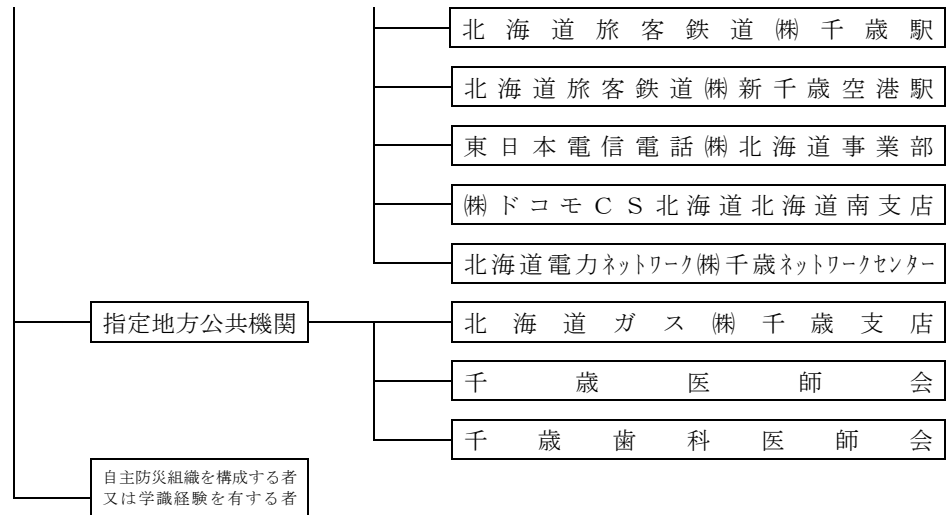 北海道旅客鉄道㈱千歳駅
北海道旅客鉄道㈱新千歳空港駅
東日本電信電話㈱北海道事業部
㈱ドコモCS北海道北海道南支店
北海道電力ネットワーク㈱千歳ネットワークセンター
指定地方公共機関
北海道ガス㈱千歳支店
千歳医師会
千歳歯科医師会
自主防災組織を構成する者
又は学識経験を有する者